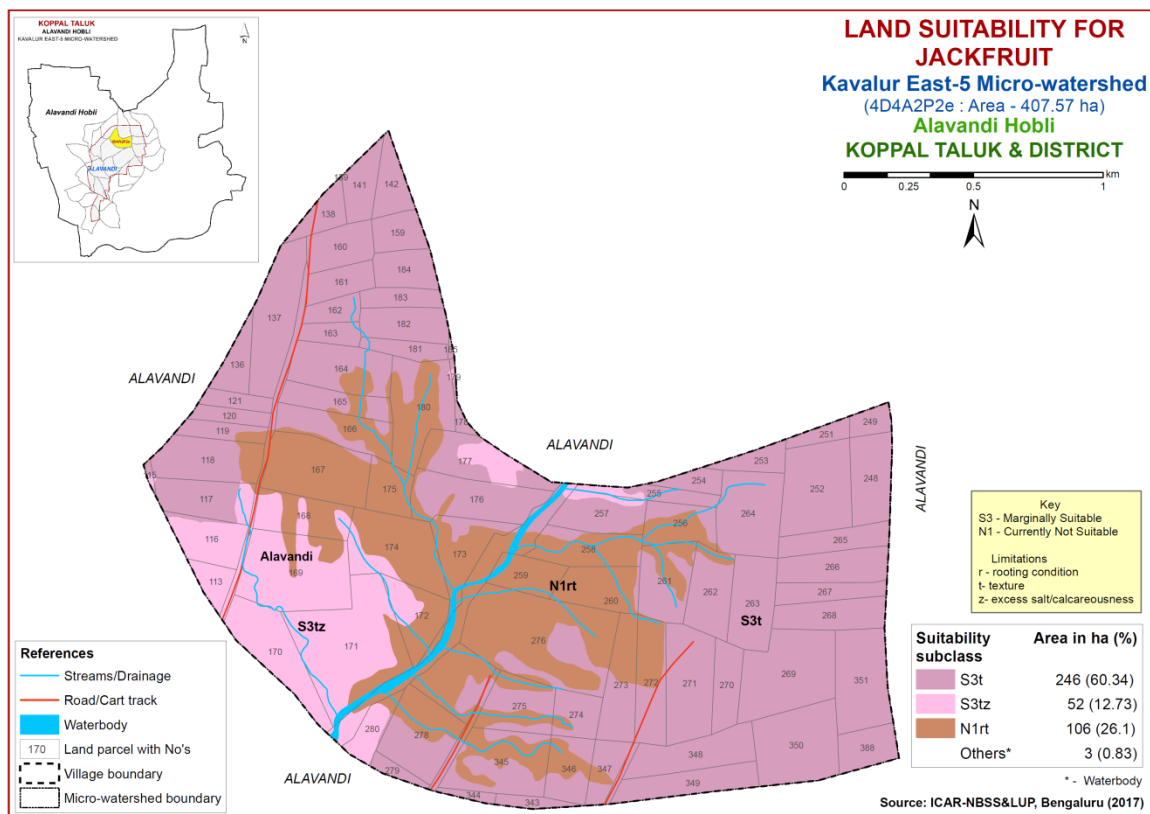 KOPPAL TALUK
ALAVANDI HOBLI
KAVALUR EAST-5 MICRO-WATERSHED
N
Alavandi Hobli
ALAVANDI
LAND SUITABILITY FOR
JACKFRUIT
Kavalur East-5 Micro-watershed
(4D4A2P2e : Area - 407.57 ha)
Alavandi Hobli
KOPPAL TALUK & DISTRICT
km
0 0.25 0.5 1
N
141 142
138
159
160
184
161
183
162
137
182
163
181
136
164
179
ALAVANDI
121
165
180
120
119
166
118
177
167
175
176
117
168
174
173
116
Alavandi
169
113
172
S3tz
171
170
ALAVANDI
249
251
253
254
252
248
255
257
264
256
258
265
259
N1rt
266
261
262
260
263
267
S3t
268
276
269
273 272 271 270
351
275
274
280
278
350
348
388
345
346 347
349
279
344
343
ALAVANDI
ALAVANDI
Key
S3 - Marginally Suitable
N1 - Currently Not Suitable
Limitations
r - rooting condition
t- texture
z- excess salt/calcareousness
Suitability subclass Area in ha (%)
S3t 246 (60.34)
S3tz 52 (12.73)
N1rt 106 (26.1)
Others* 3 (0.83)
* - Waterbody
Source: ICAR-NBSS&LUP, Bengaluru (2017)
References
Streams/Drainage
Road/Cart track
Waterbody
170 Land parcel with No's
Village boundary
Micro-watershed boundary